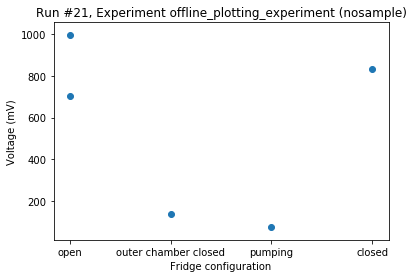 Run #21, Experiment offline_plotting_experiment (nosample)
1000
800
600
400
200
Voltage (mV)
open
outer chamber closed
pumping
closed
Fridge configuration